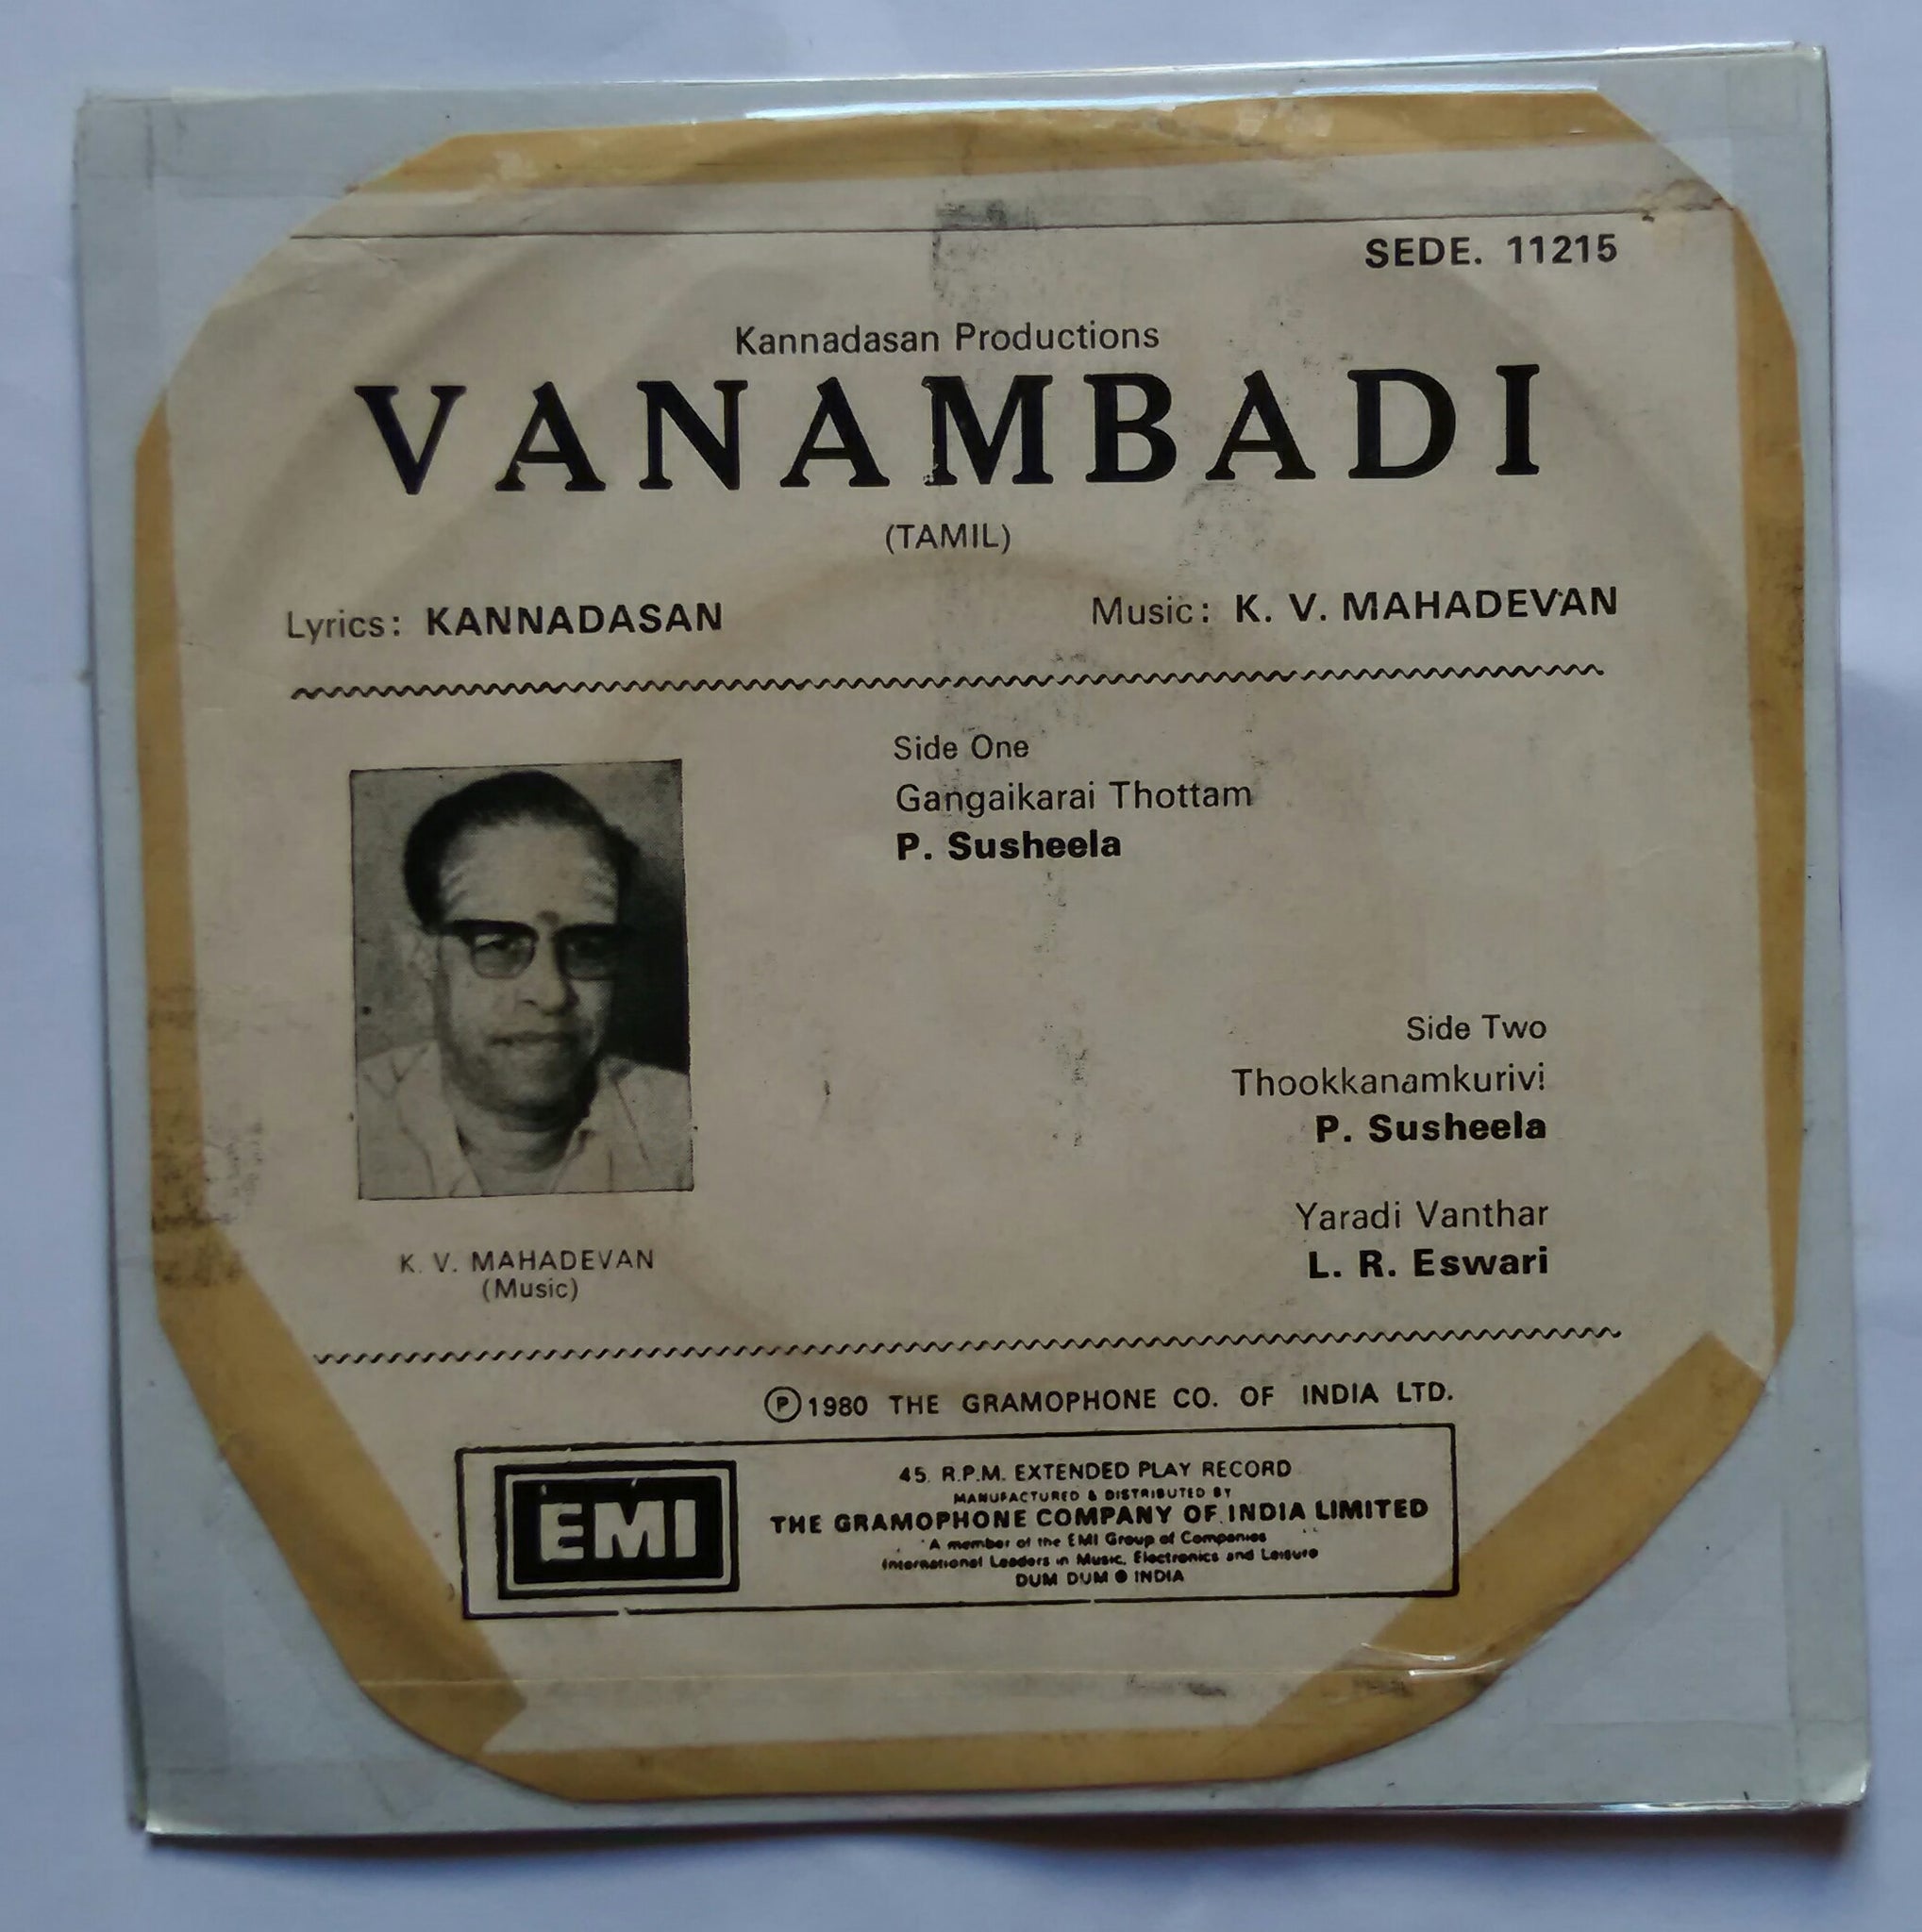 SEDE. 11215
Kannadasan Productions
VANAMBADI
(TAMIL)
Lyrics: KANNADASAN
Music: K. V. MAHADEVAN
Side One
Gangaikarai Thottam
P. Susheela
Side Two
Thookkanamkurivi
P. Susheela
Yaradi Vanthar
L. R. Eswari
K. V. MAHADEVAN
(Music)
Ⓟ1980 THE GRAMOPHONE CO. OF INDIA LTD.
EMI
45 R.P.M. EXTENDED PLAY RECORD
MANUFACTURED & DISTRIBUTED BY
THE GRAMOPHONE COMPANY OF INDIA LIMITED
A member of the EMI Group of Companies
International Leaders in Music, Electronics and Leisure
DUM DUM ● INDIA